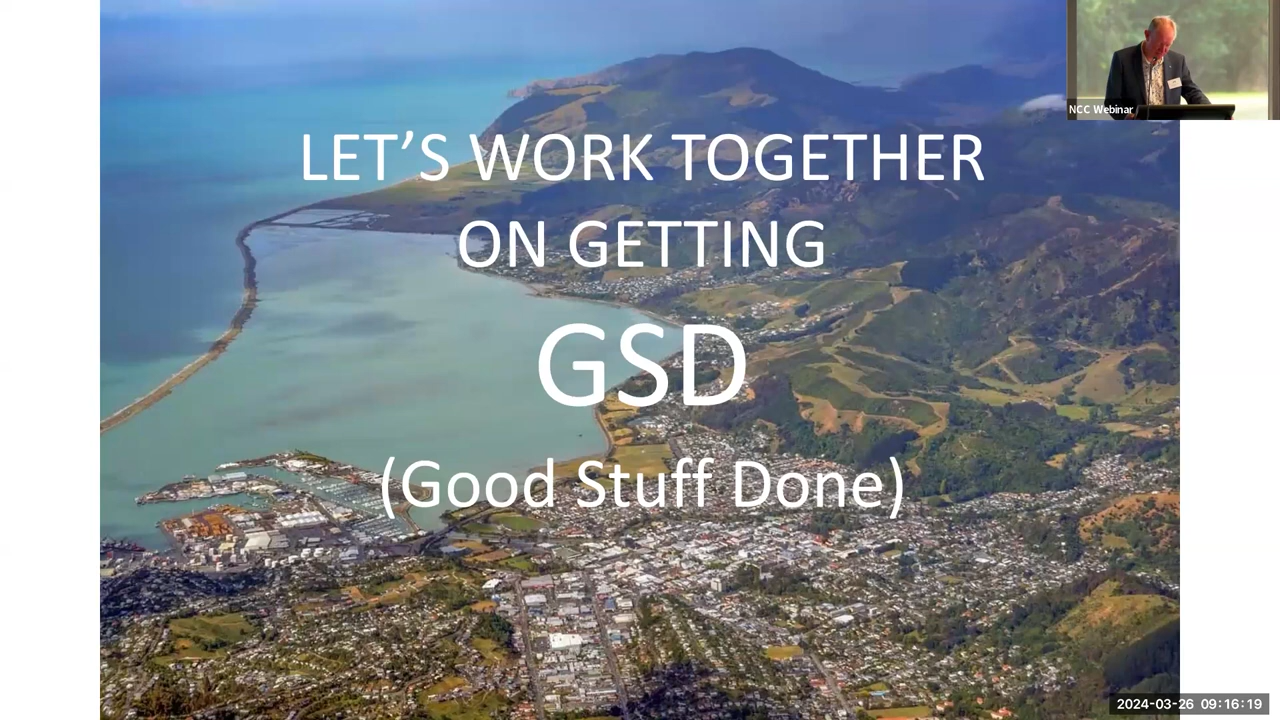 LET’S WORK TOGETHER
ON GETTING
GSD
(Good Stuff Done)
NCC Webinar
2024-03-26 09:16:19